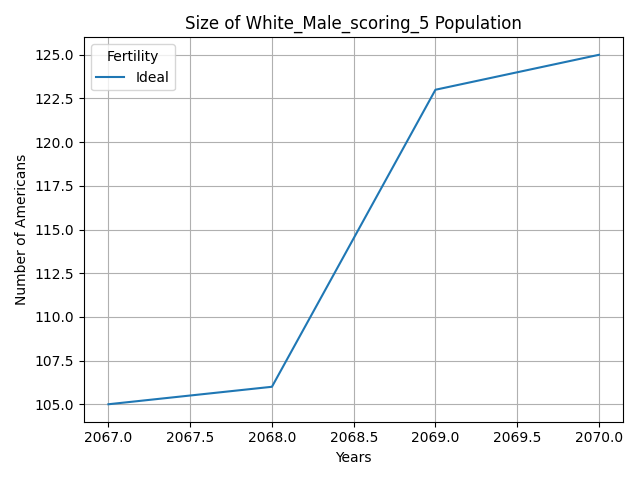 Size of White_Male_scoring_5 Population
Fertility
Ideal
Number of Americans
125.0
122.5
120.0
117.5
115.0
112.5
110.0
107.5
105.0
2067.0 2067.5 2068.0 2068.5 2069.0 2069.5 2070.0
Years